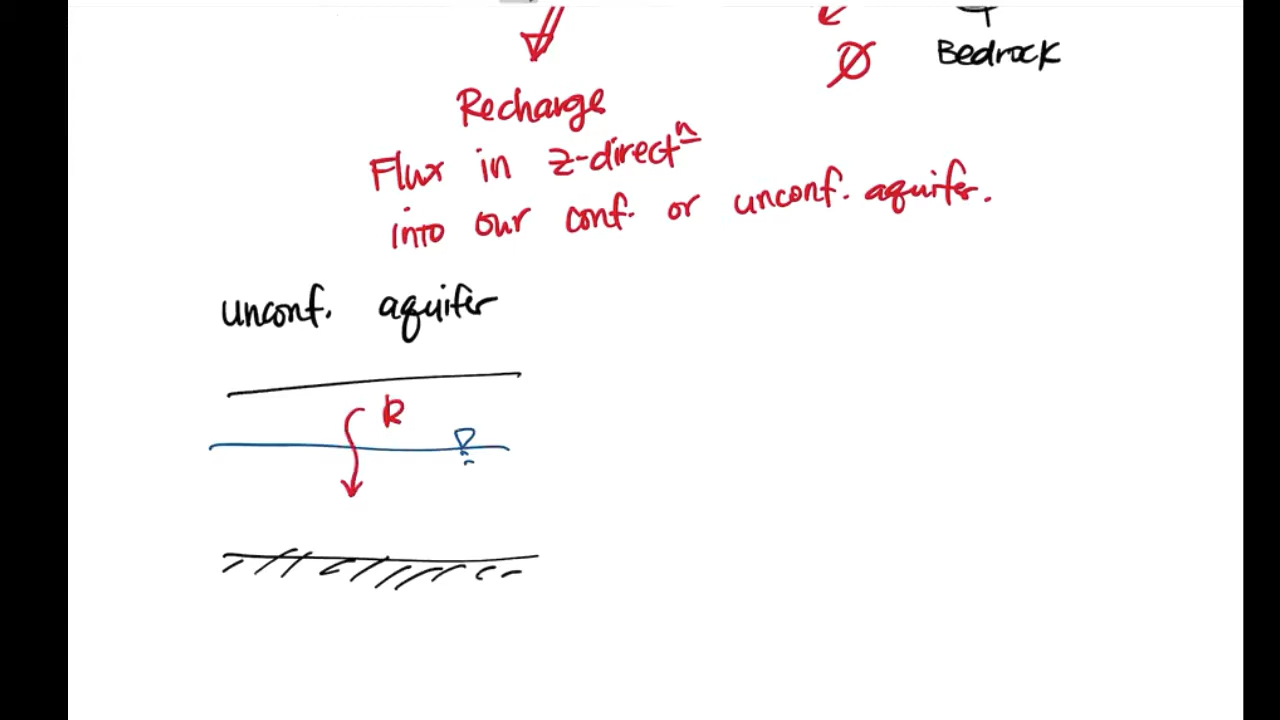 Ø
Bedrock
Recharge
Flux in z-directⁿ
into our conf. or unconf. aquifer.
unconf. aquifer
R